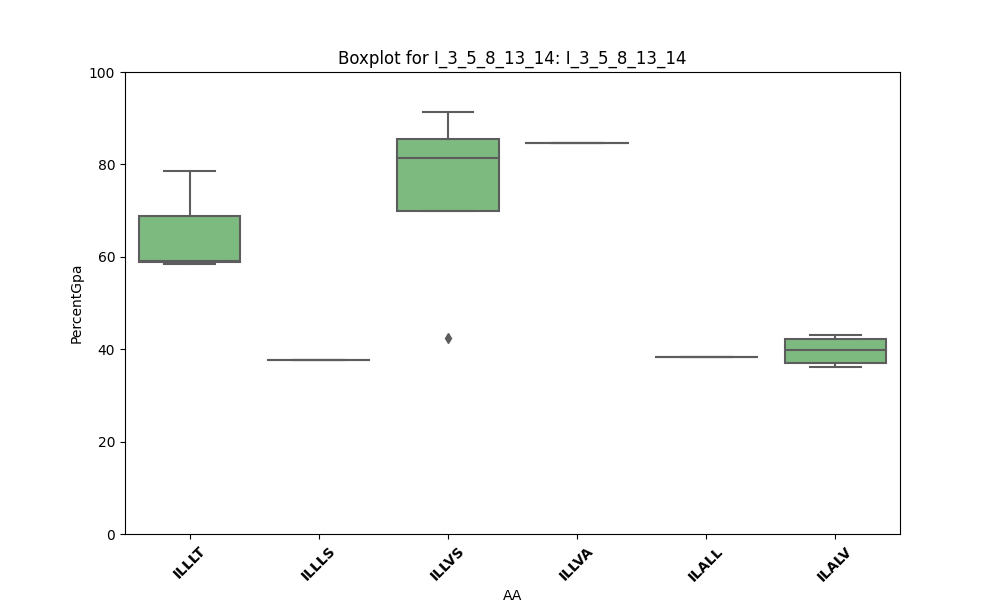 Boxplot for I_3_5_8_13_14: I_3_5_8_13_14
100
80
60
40
20
0
PercentGpa
ILLLT
ILLLS
ILLVS
ILLVA
ILALL
ILALV
AA